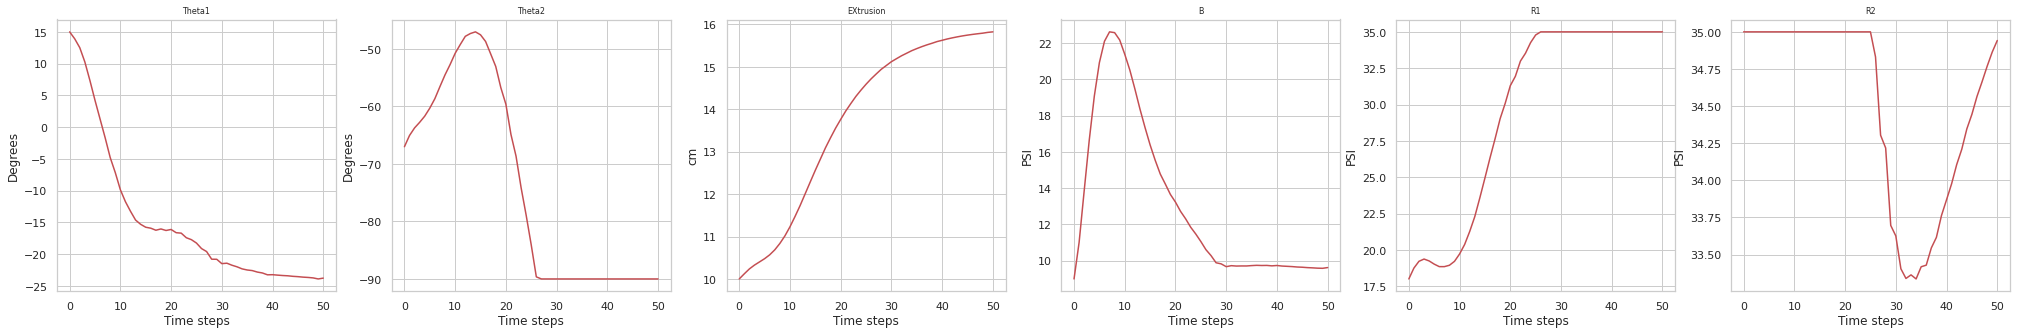 Theta1
15
10
5
0
−5
−10
−15
−20
−25
Degrees
0 10 20 30 40 50
Time steps
Theta2
−50
−60
−70
−80
−90
Degrees
0 10 20 30 40 50
Time steps
EXtrusion
16
15
14
13
12
11
10
cm
0 10 20 30 40 50
Time steps
B
22
20
18
16
14
12
10
PSI
0 10 20 30 40 50
Time steps
R1
35.0
32.5
30.0
27.5
25.0
22.5
20.0
17.5
PSI
0 10 20 30 40 50
Time steps
R2
35.00
34.75
34.50
34.25
34.00
33.75
33.50
PSI
0 10 20 30 40 50
Time steps